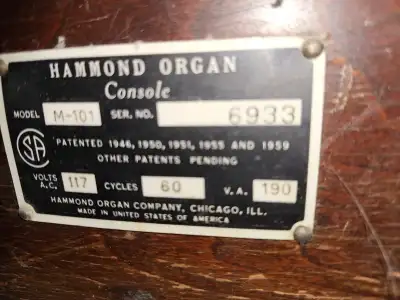 HAMMOND ORGAN
Console
MODEL M-101 SER. NO. 6933
PATENTED 1946, 1950, 1951, 1955 AND 1959
OTHER PATENTS PENDING
VOLTS A.C. 117 CYCLES 60 V.A. 190
HAMMOND ORGAN COMPANY, CHICAGO, ILL.
MADE IN UNITED STATES OF AMERICA